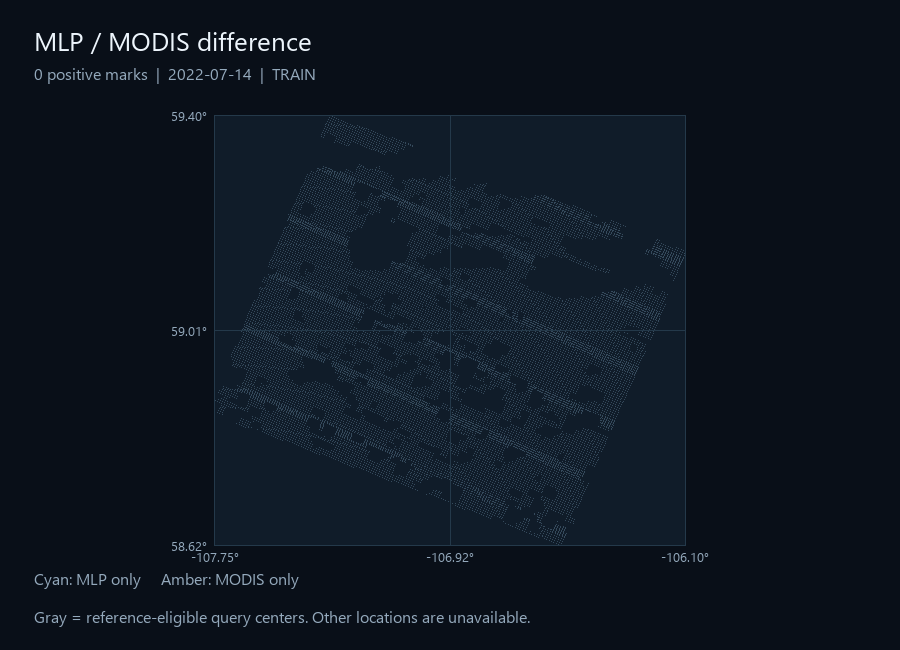 MLP / MODIS difference
0 positive marks | 2022-07-14 | TRAIN
59.40°
59.01°
58.62°
-107.75° -106.92° -106.10°
Cyan: MLP only Amber: MODIS only
Gray = reference-eligible query centers. Other locations are unavailable.